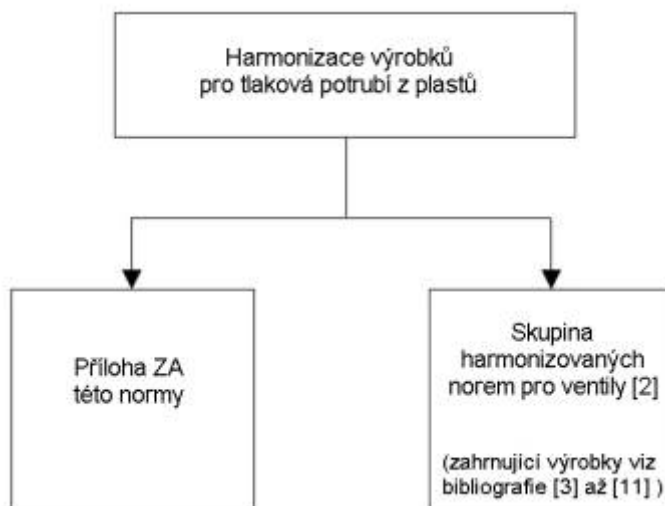 Harmonizace výrobků
pro tlaková potrubí z plastů
Příloha ZA
této normy
Skupina
harmonizovaných
norem pro ventily [2]
(zahrnující výrobky viz
bibliografie [3] až [11] )